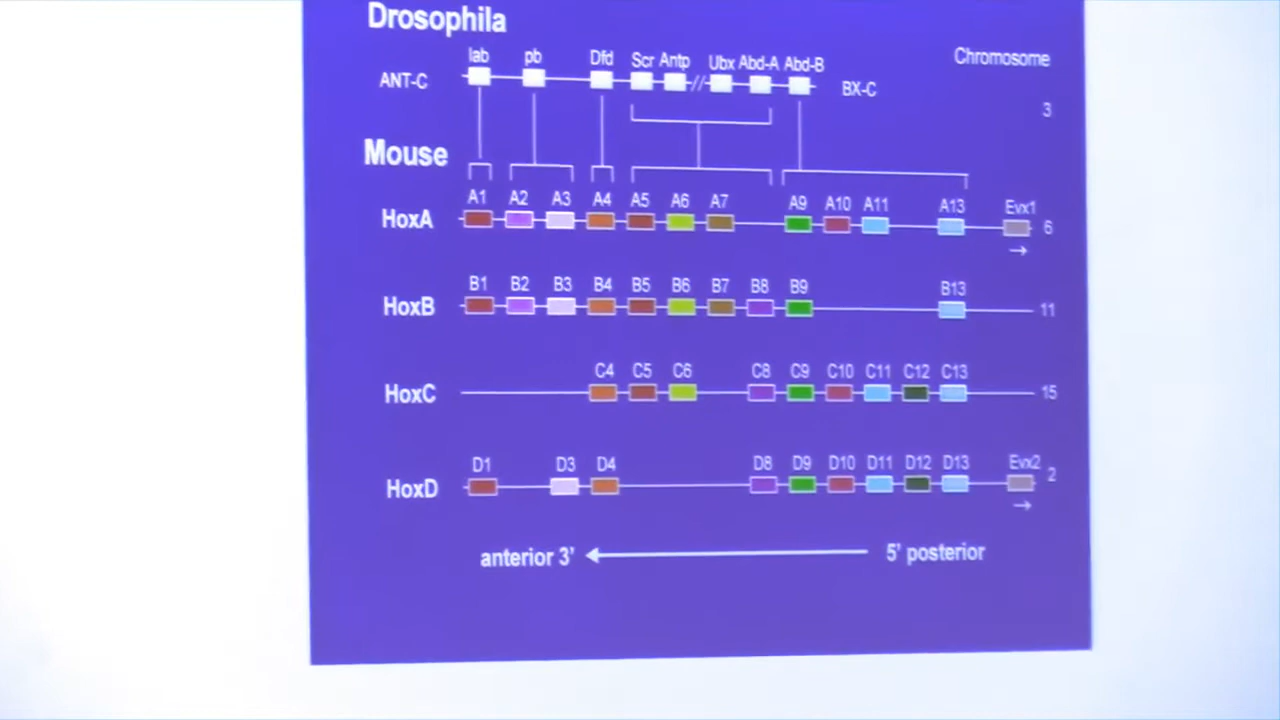 Drosophila
lab pb Dfd Scr Antp Ubx Abd-A Abd-B Chromosome
ANT-C // BX-C
3
Mouse
A1 A2 A3 A4 A5 A6 A7 A9 A10 A11 A13 Evx1
HoxA 6
→
B1 B2 B3 B4 B5 B6 B7 B8 B9 B13
HoxB 11
C4 C5 C6 C8 C9 C10 C11 C12 C13
HoxC 15
D1 D3 D4 D8 D9 D10 D11 D12 D13 Evx2
HoxD 2
→
anterior 3' ← 5' posterior